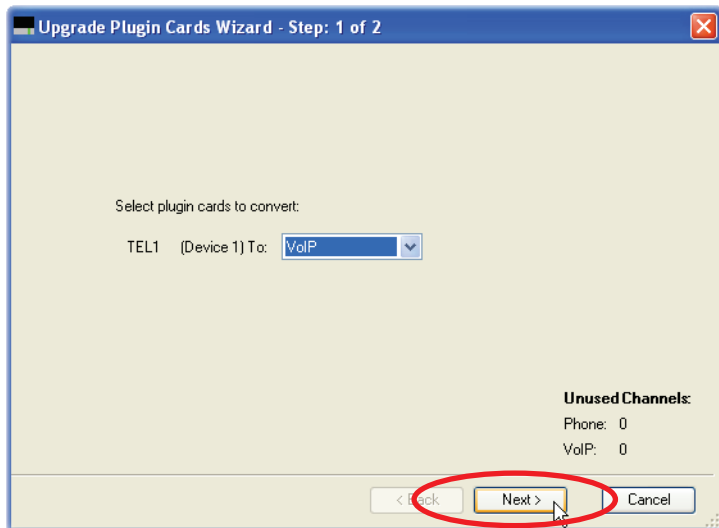 Upgrade Plugin Cards Wizard - Step: 1 of 2
Select plugin cards to convert:
TEL1 (Device 1) To: VoIP
Unused Channels:
Phone: 0
VoIP: 0
< Back Next > Cancel